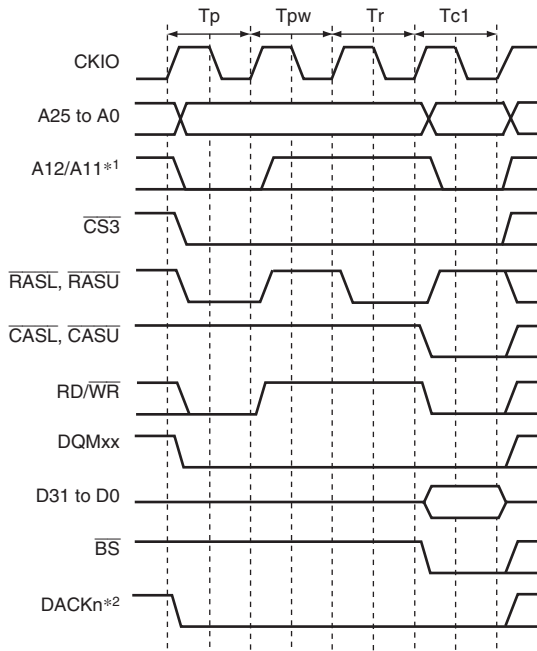 Tp Tpw Tr Tc1
CKIO
A25 to A0
A12/A11*1
CS3
RASL, RASU
CASL, CASU
RD/WR
DQMxx
D31 to D0
BS
DACKn*2